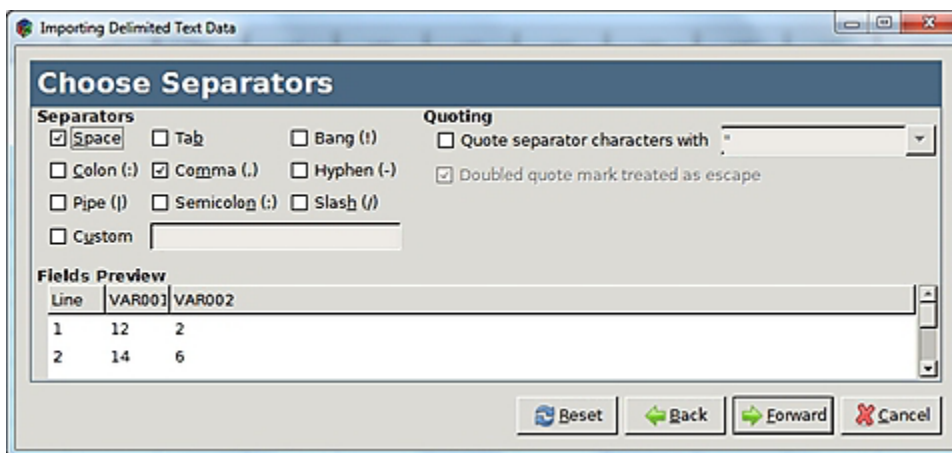 Importing Delimited Text Data
Choose Separators
Separators
Space
Tab
Bang (!)
Colon (:)
Comma (,)
Hyphen (-)
Pipe (|)
Semicolon (;)
Slash (/)
Custom
Quoting
Quote separator characters with "
Doubled quote mark treated as escape
Fields Preview
Line VAR001 VAR002
1 12 2
2 14 6
Reset Back Forward Cancel